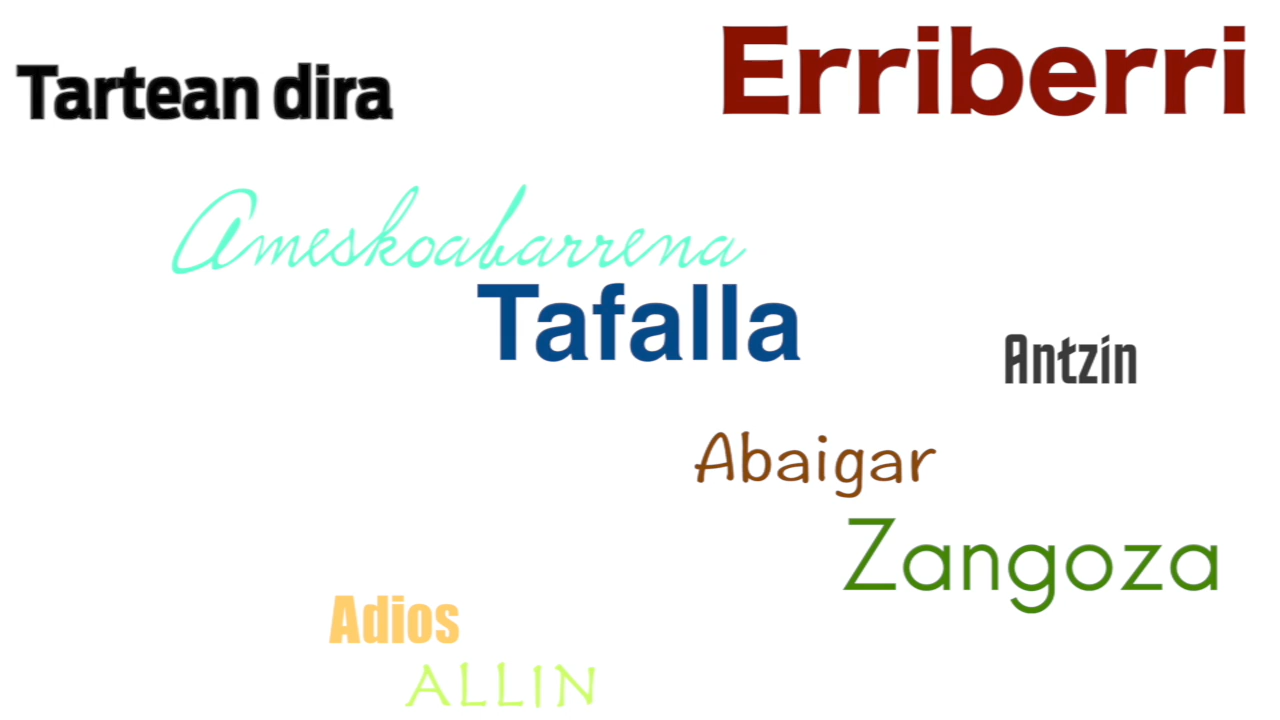 Erriberri
Tartean dira
Ameskoabarrena
Tafalla
Antzin
Abaigar
Zangoza
Adios
ALLIN